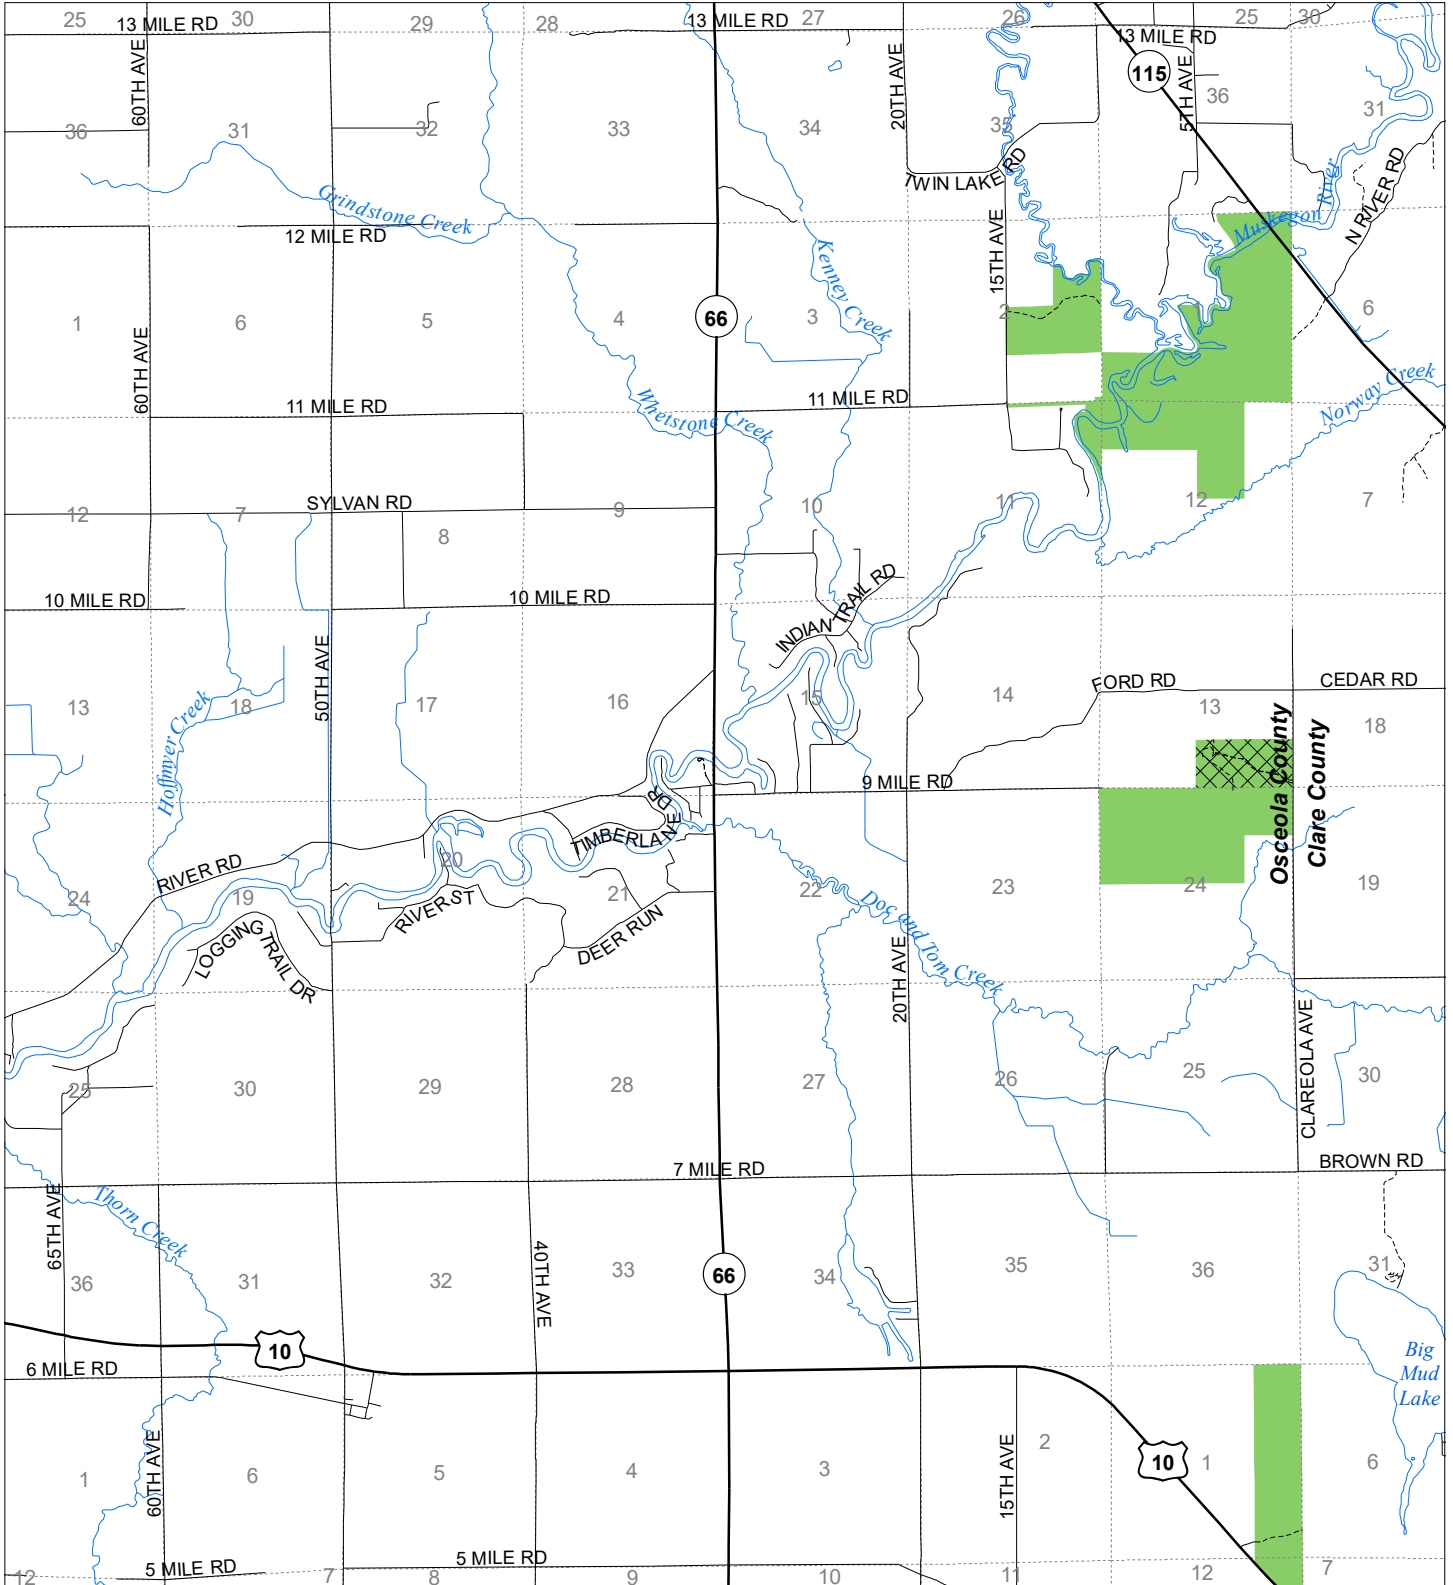 25
30
29
28
27
26
25
30
13 MILE RD
13 MILE RD
13 MILE RD
60TH AVE
20TH AVE
115
5TH AVE
36
31
32
33
34
35
36
31
TWIN LAKE RD
Muskegon River
N RIVER RD
Grindstone Creek
12 MILE RD
Kenney Creek
15TH AVE
1
6
5
4
66
3
2
1
6
60TH AVE
11 MILE RD
Whetstone Creek
11 MILE RD
Norway Creek
12
7
SYLVAN RD
8
9
10
11
12
7
10 MILE RD
10 MILE RD
INDIAN TRAIL RD
50TH AVE
13
18
17
16
15
14
FORD RD
13
CEDAR RD
18
Hoffmyer Creek
Osceola County
Clare County
9 MILE RD
TIMBERLANE DR
RIVER RD
20
24
19
21
22
23
24
19
RIVER ST
LOGGING TRAIL DR
DEER RUN
Doc and Tom Creek
20TH AVE
CLAREOLA AVE
25
30
29
28
27
26
25
30
7 MILE RD
BROWN RD
65TH AVE
Thorn Creek
40TH AVE
36
31
32
33
66
34
35
36
31
10
6 MILE RD
Big
Mud
Lake
60TH AVE
15TH AVE
1
6
5
4
3
2
10
1
6
5 MILE RD
5 MILE RD
12
7
8
9
10
11
12
7